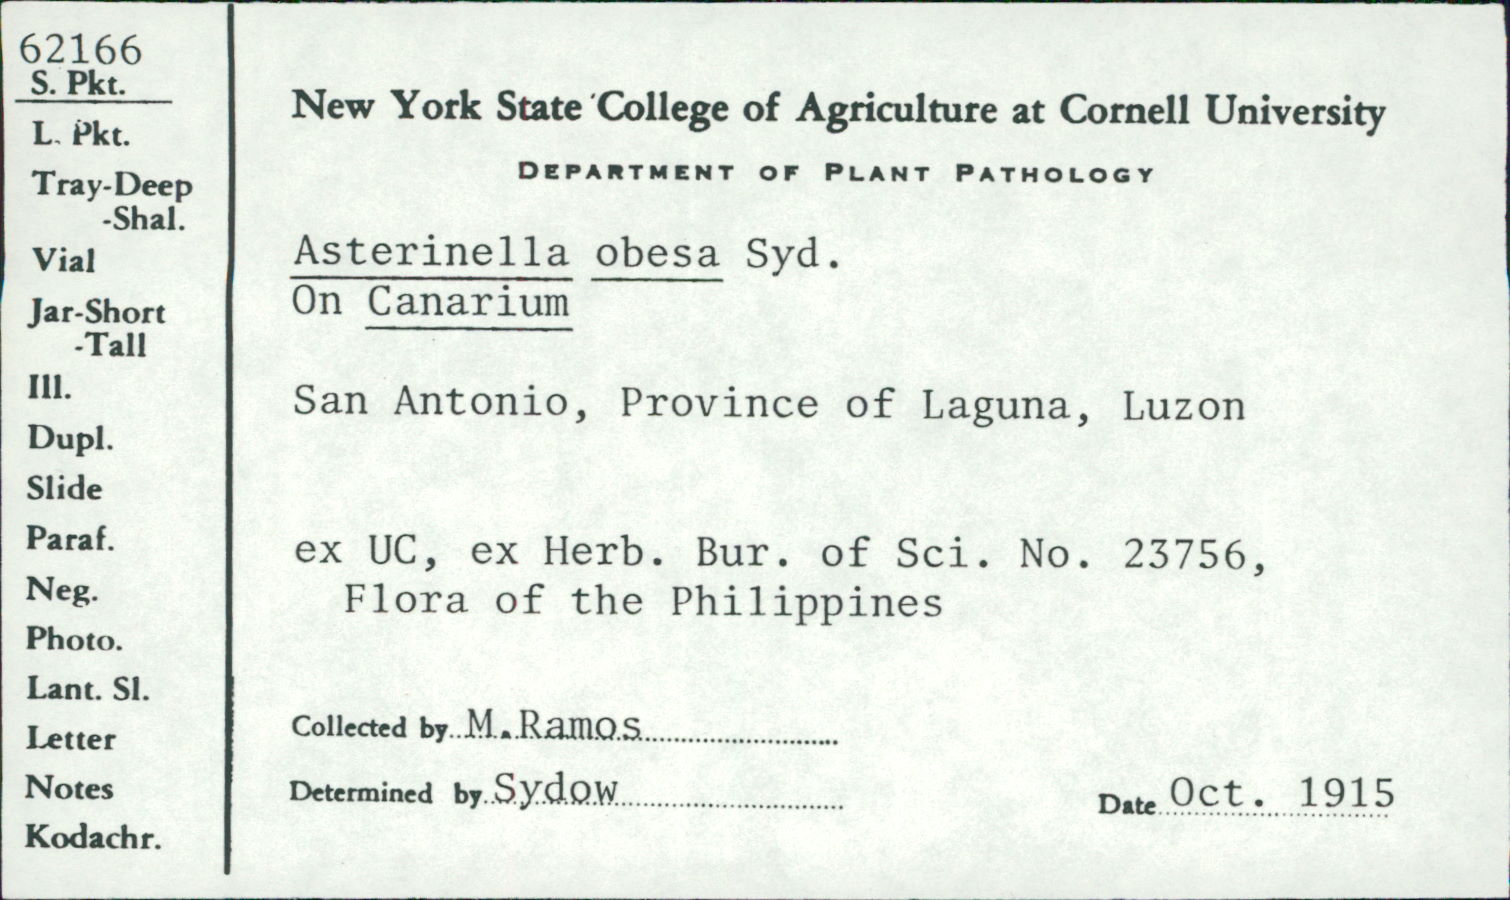 62166
S. Pkt.
L. Pkt.
Tray-Deep
-Shal.
Vial
Jar-Short
-Tall
Ill.
Dupl.
Slide
Paraf.
Neg.
Photo.
Lant. Sl.
Letter
Notes
Kodachr.
New York State College of Agriculture at Cornell University
DEPARTMENT OF PLANT PATHOLOGY
Asterinella obesa Syd.
On Canarium
San Antonio, Province of Laguna, Luzon
ex UC, ex Herb. Bur. of Sci. No. 23756,
Flora of the Philippines
Collected by M.Ramos
Determined by Sydow
Date Oct. 1915